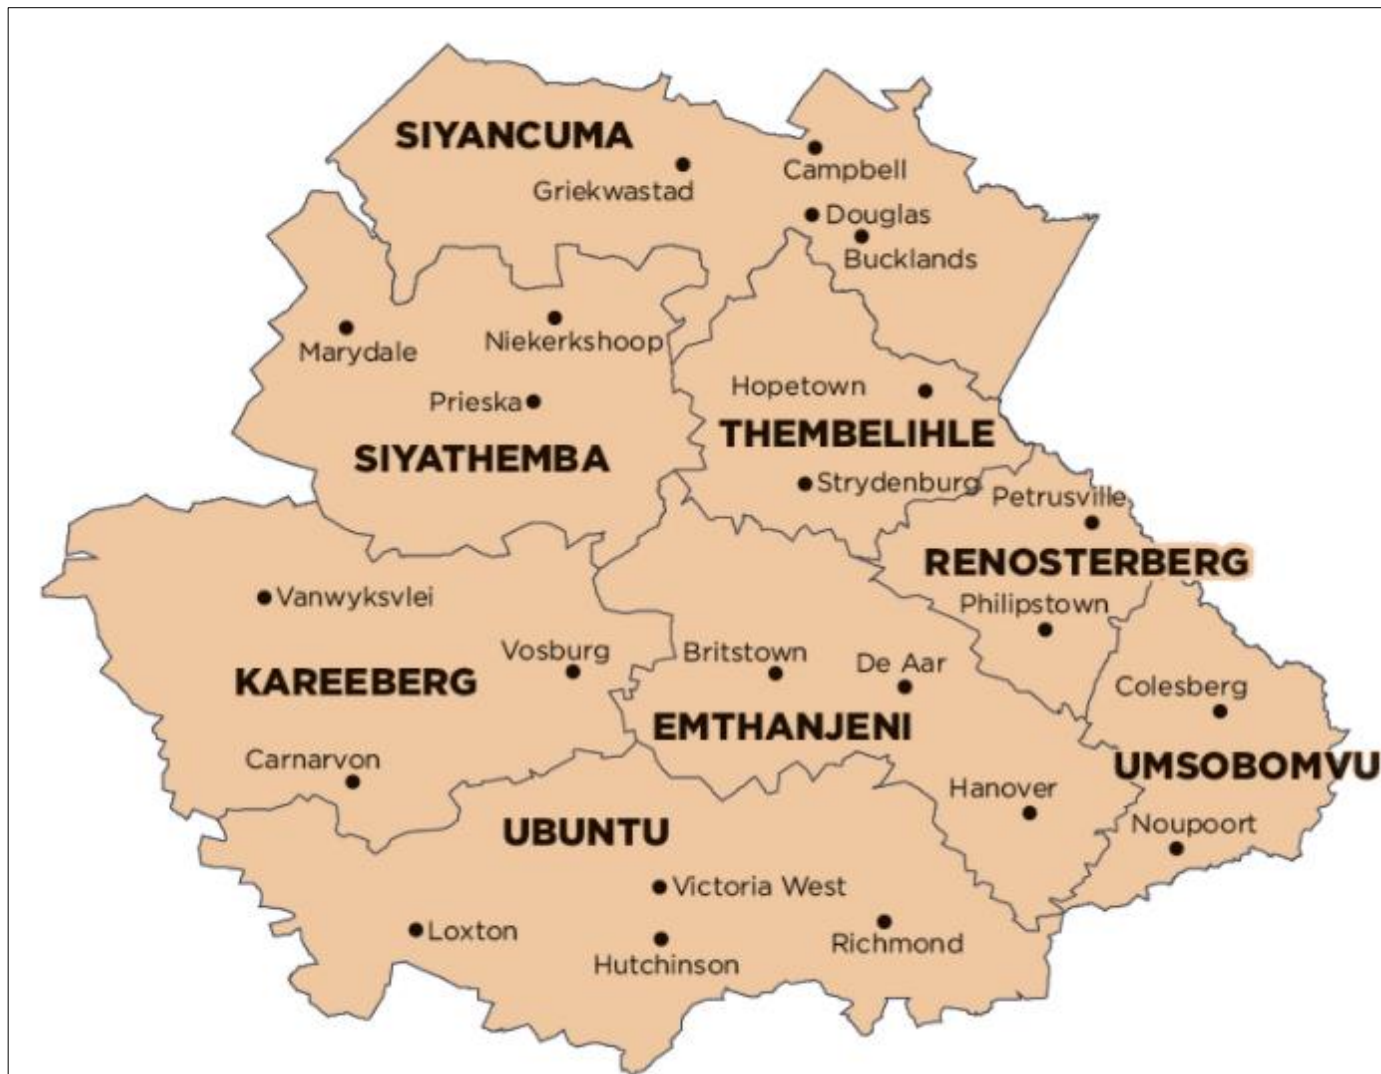 SIYANCUMA
Campbell
Griekwastad
Douglas
Bucklands
Niekerkshoop
Marydale
Hopetown
Prieska
THEMBELIHLE
SIYATHEMBA
Strydenburg
Petrusville
RENOSTERBERG
Vanwyksvlei
Philipstown
Vosburg
Britstown
De Aar
KAREEBERG
Colesberg
EMTHANJENI
Carnarvon
UMSOBOMVU
Hanover
UBUNTU
Noupoort
Victoria West
Loxton
Richmond
Hutchinson